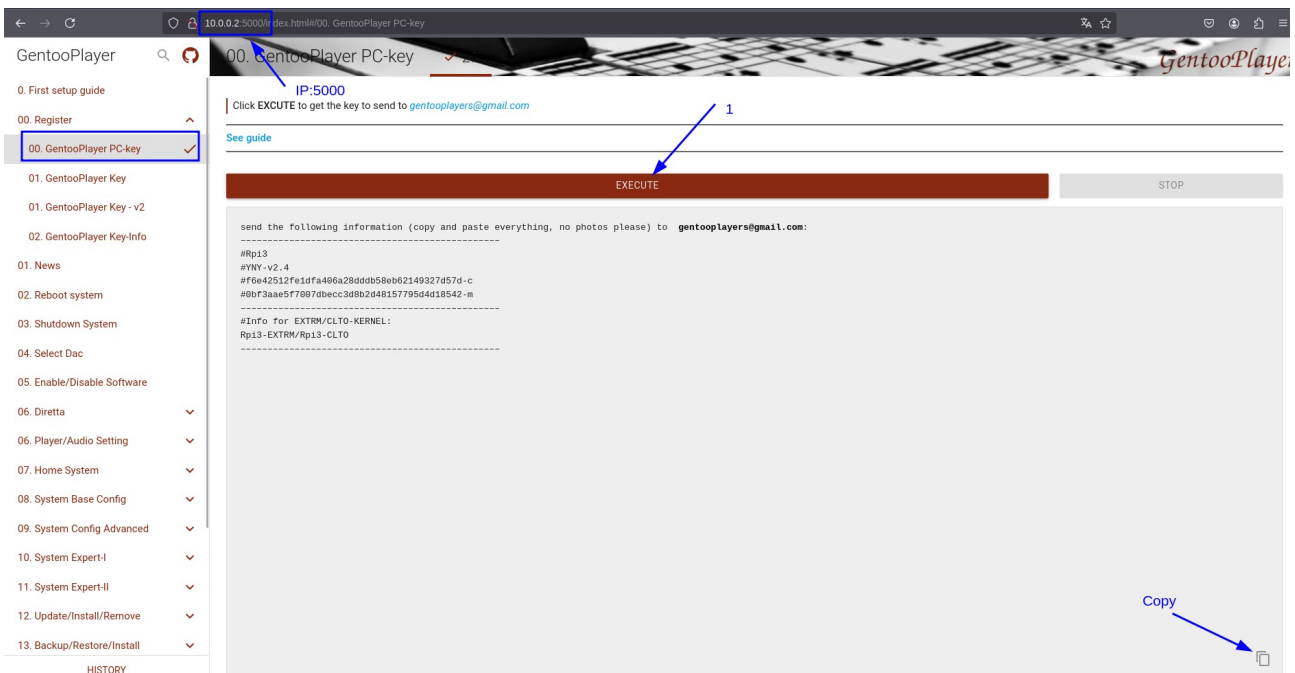 10.0.0.2:5000/index.html#/00. GentooPlayer PC-key
GentooPlayer
00. GentooPlayer PC-key
GentooPlayer
IP:5000
1
0. First setup guide
00. Register
00. GentooPlayer PC-key
01. GentooPlayer Key
01. GentooPlayer Key - v2
02. GentooPlayer Key-Info
01. News
02. Reboot system
03. Shutdown System
04. Select Dac
05. Enable/Disable Software
06. Diretta
06. Player/Audio Setting
07. Home System
08. System Base Config
09. System Config Advanced
10. System Expert-I
11. System Expert-II
12. Update/Install/Remove
13. Backup/Restore/Install
HISTORY
Click EXCUTE to get the key to send to gentooplayers@gmail.com
See guide
EXECUTE
STOP
send the following information (copy and paste everything, no photos please) to gentooplayers@gmail.com:
------------------------------------------------
#Rpi3
#YNY-v2.4
#f6e42512fe1dfa406a28dddb58eb62149327d57d-c
#0bf3aae5f7007dbecc3d8b2d48157795d4d18542-m
------------------------------------------------
#Info for EXTRM/CLTO-KERNEL:
Rpi3-EXTRM/Rpi3-CLTO
------------------------------------------------
Copy